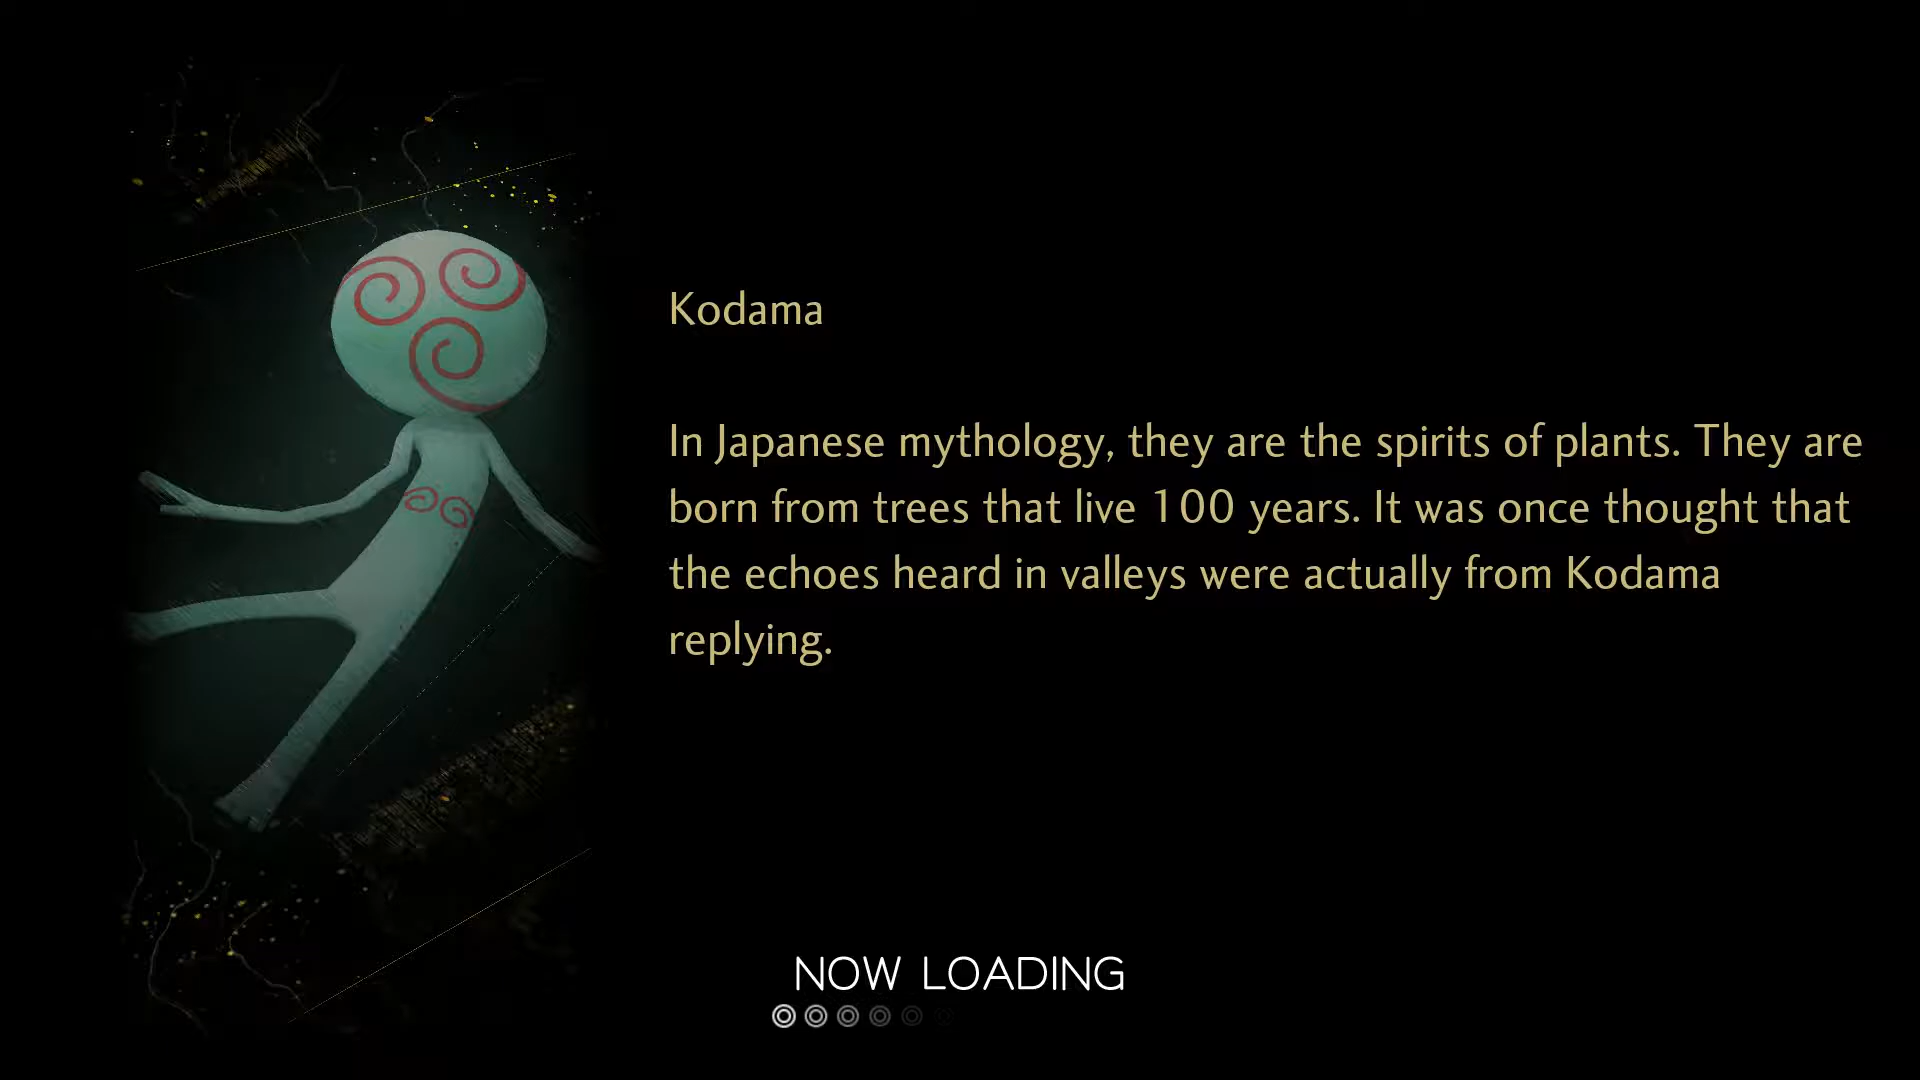 Kodama
In Japanese mythology, they are the spirits of plants. They are
born from trees that live 100 years. It was once thought that
the echoes heard in valleys were actually from Kodama
replying.
NOW LOADING